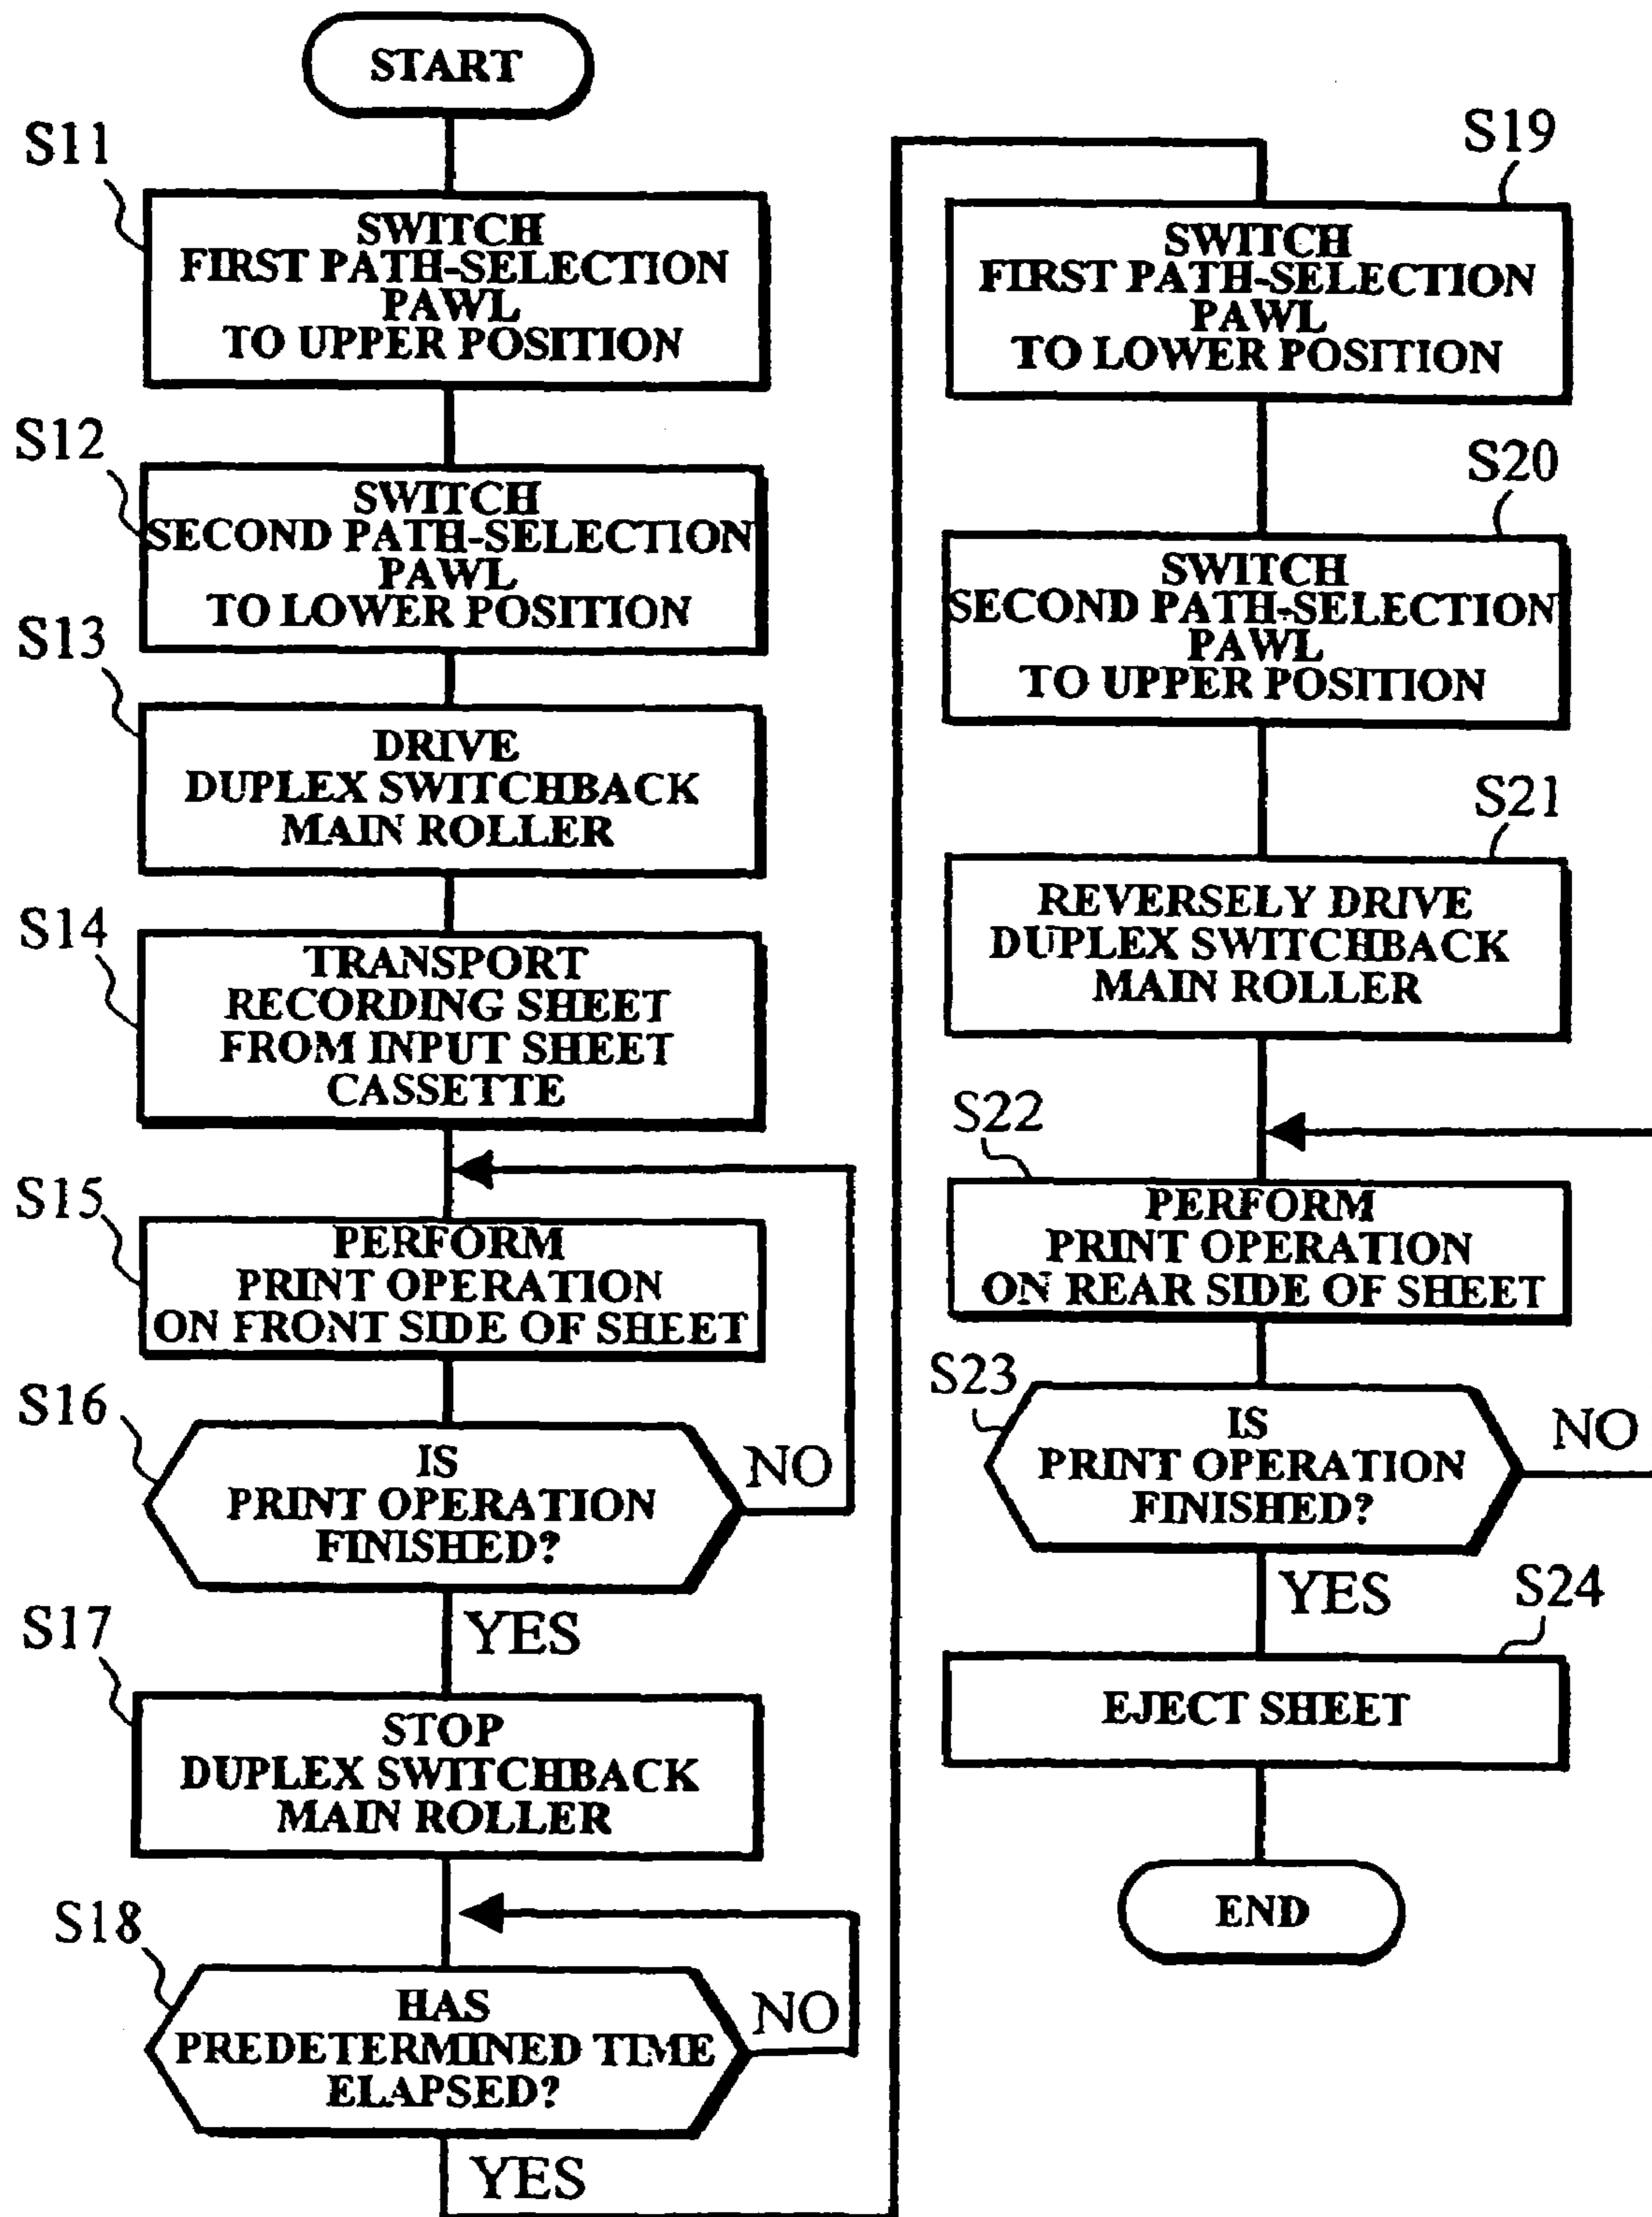 START
S11
SWITCH
FIRST PATH-SELECTION
PAWL
TO UPPER POSITION
S12
SWITCH
SECOND PATH-SELECTION
PAWL
TO LOWER POSITION
S13
DRIVE
DUPLEX SWITCHBACK
MAIN ROLLER
S14
TRANSPORT
RECORDING SHEET
FROM INPUT SHEET
CASSETTE
S15
PERFORM
PRINT OPERATION
ON FRONT SIDE OF SHEET
S16
IS
PRINT OPERATION
FINISHED?
NO
YES
S17
STOP
DUPLEX SWITCHBACK
MAIN ROLLER
S18
HAS
PREDETERMINED TIME
ELAPSED?
NO
YES
S19
SWITCH
FIRST PATH-SELECTION
PAWL
TO LOWER POSITION
S20
SWITCH
SECOND PATH-SELECTION
PAWL
TO UPPER POSITION
S21
REVERSELY DRIVE
DUPLEX SWITCHBACK
MAIN ROLLER
S22
PERFORM
PRINT OPERATION
ON REAR SIDE OF SHEET
S23
IS
PRINT OPERATION
FINISHED?
NO
YES
S24
EJECT SHEET
END